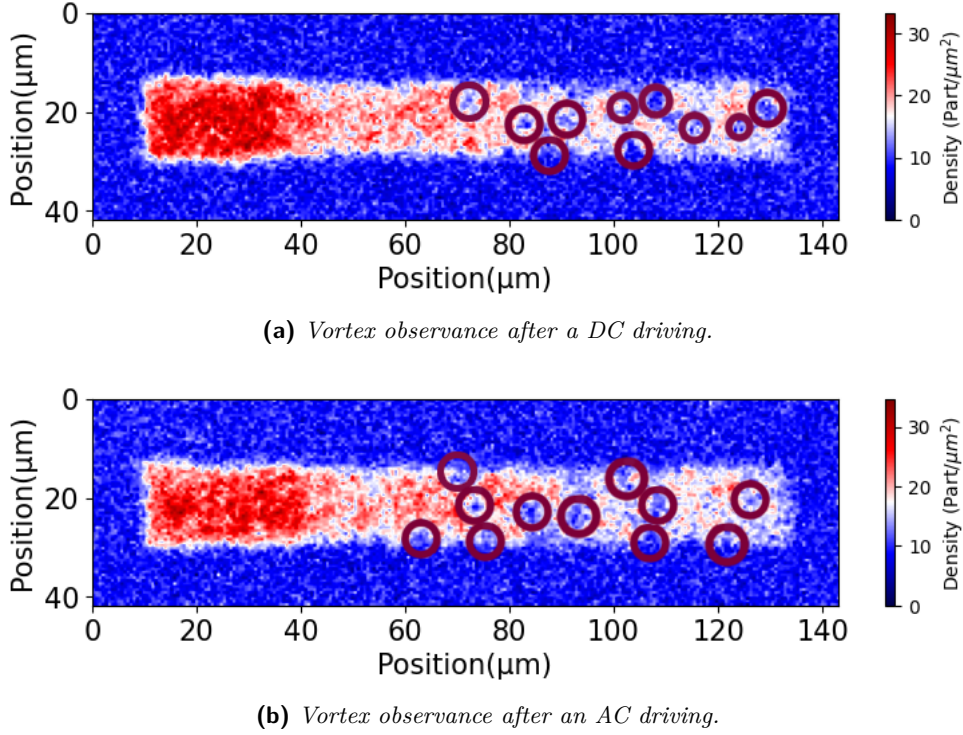 0
20
40
Position(µm)
0 20 40 60 80 100 120 140
Position(µm)
30
20
10
0
Density (Part/µm²)
(a) Vortex observance after a DC driving.
0
20
40
Position(µm)
0 20 40 60 80 100 120 140
Position(µm)
30
20
10
0
Density (Part/µm²)
(b) Vortex observance after an AC driving.